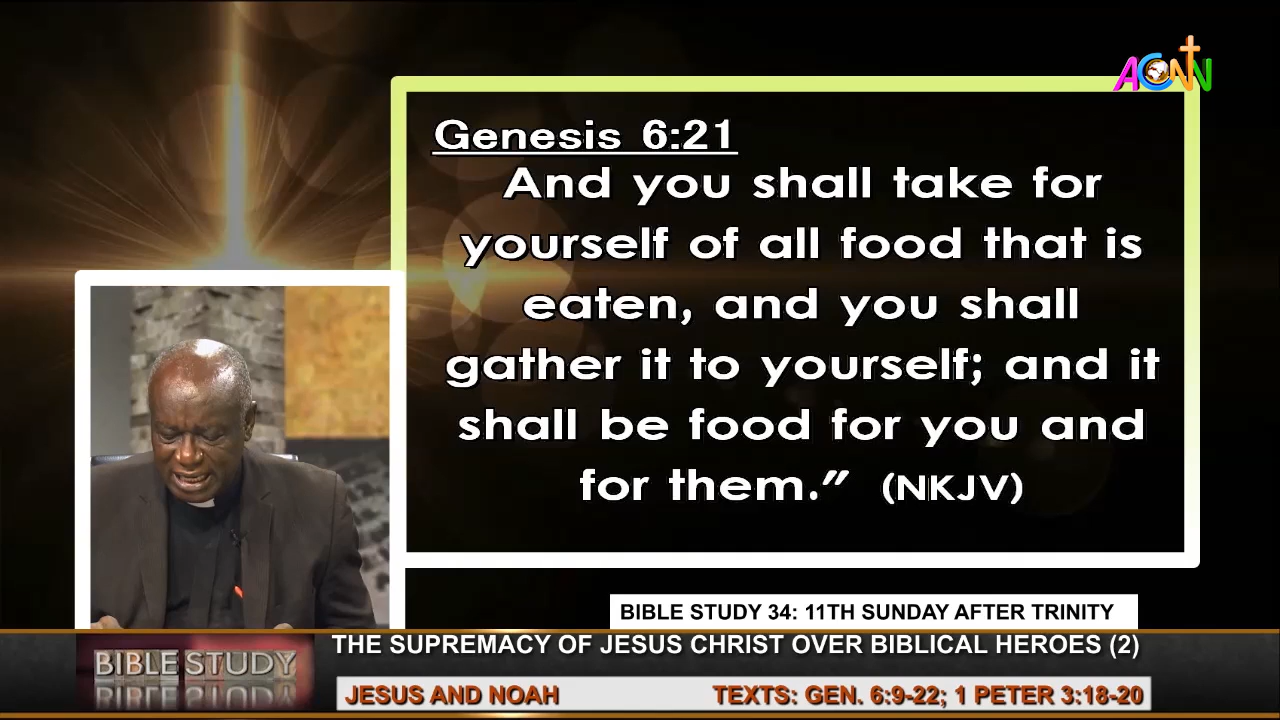 ACNN
Genesis 6:21
And you shall take for
yourself of all food that is
eaten, and you shall
gather it to yourself; and it
shall be food for you and
for them.” (NKJV)
BIBLE STUDY 34: 11TH SUNDAY AFTER TRINITY
THE SUPREMACY OF JESUS CHRIST OVER BIBLICAL HEROES (2)
BIBLE STUDY
JESUS AND NOAH TEXTS: GEN. 6:9-22; 1 PETER 3:18-20